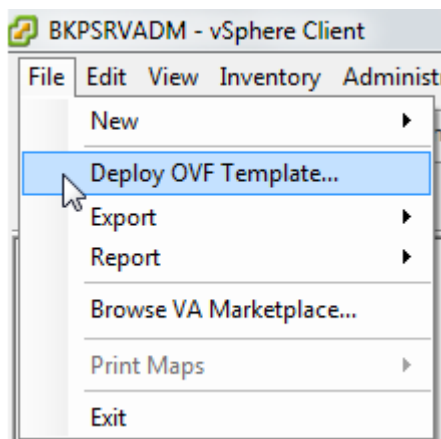 BKPSRVADM - vSphere Client
File Edit View Inventory Administ
New
Deploy OVF Template...
Export
Report
Browse VA Marketplace...
Print Maps
Exit